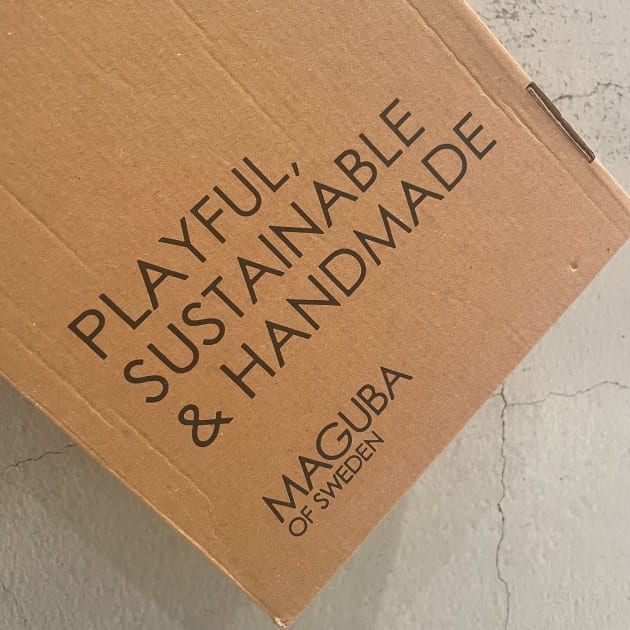 PLAYFUL,
SUSTAINABLE
& HANDMADE
MAGUBA
OF SWEDEN